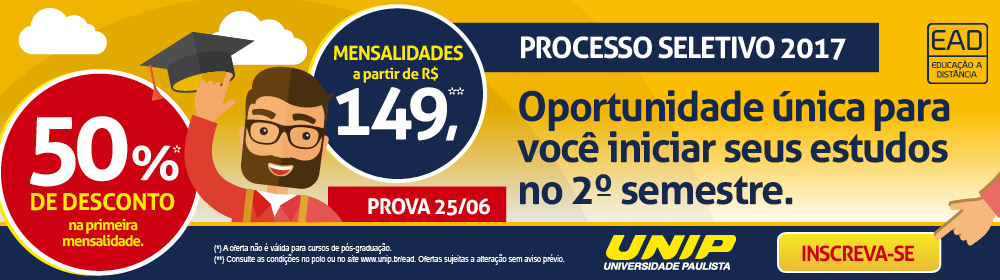 50%*
DE DESCONTO
na primeira
mensalidade.
MENSALIDADES
a partir de R$
149,**
PROVA 25/06
PROCESSO SELETIVO 2017
EAD
EDUCAÇÃO A
DISTÂNCIA
Oportunidade única para
você iniciar seus estudos
no 2º semestre.
(*) A oferta não é válida para cursos de pós-graduação.
(**) Consulte as condições no polo ou no site www.unip.br/ead. Ofertas sujeitas a alteração sem aviso prévio.
UNIP
UNIVERSIDADE PAULISTA
INSCREVA-SE